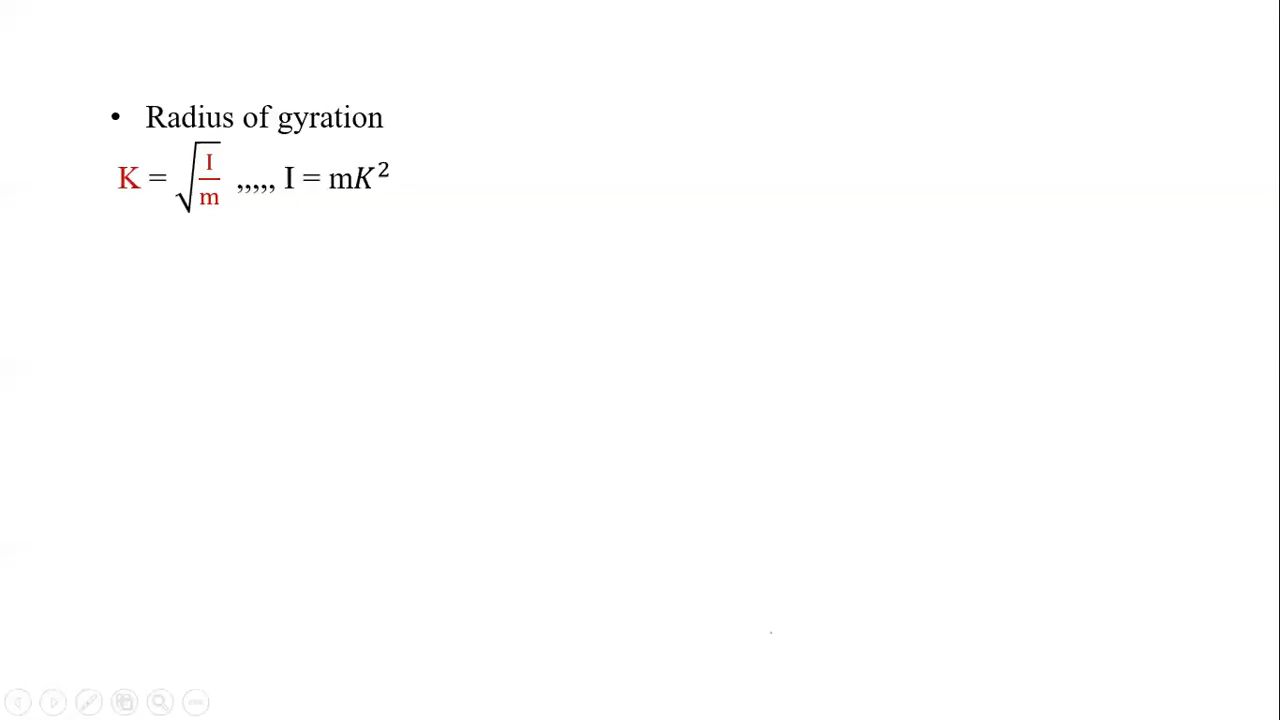 • Radius of gyration
K = √(I/m) ,,,,, I = mK²